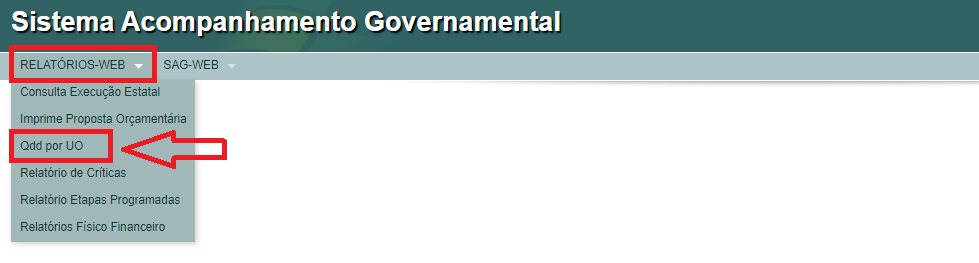 Sistema Acompanhamento Governamental
RELATÓRIOS-WEB SAG-WEB
Consulta Execução Estatal
Imprime Proposta Orçamentária
Qdd por UO
Relatório de Críticas
Relatório Etapas Programadas
Relatórios Físico Financeiro